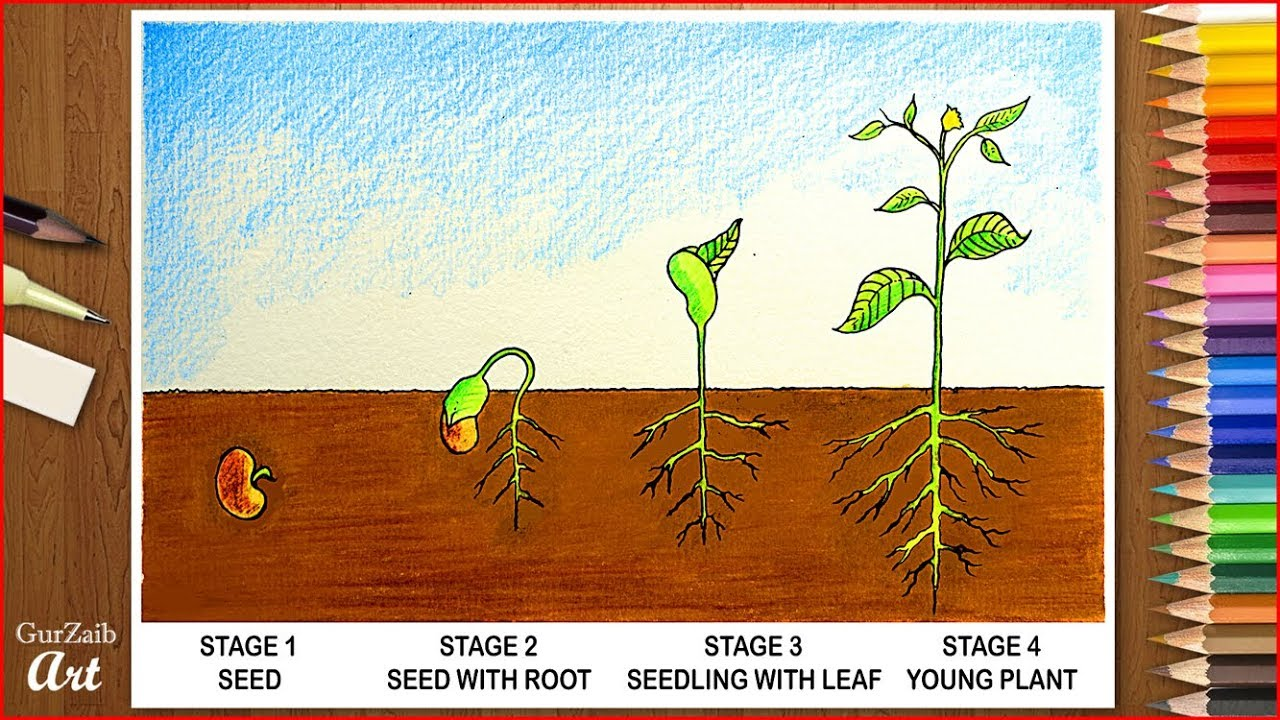 STAGE 1
SEED
STAGE 2
SEED WITH ROOT
STAGE 3
SEEDLING WITH LEAF
STAGE 4
YOUNG PLANT
GurZaib
Art